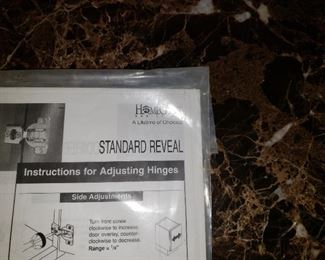 A Lifetime of Choices
STANDARD REVEAL
Instructions for Adjusting Hinges
Side Adjustments
Turn front screw
clockwise to increase
door overlay, counter-
clockwise to decrease.
Range = ⅛"